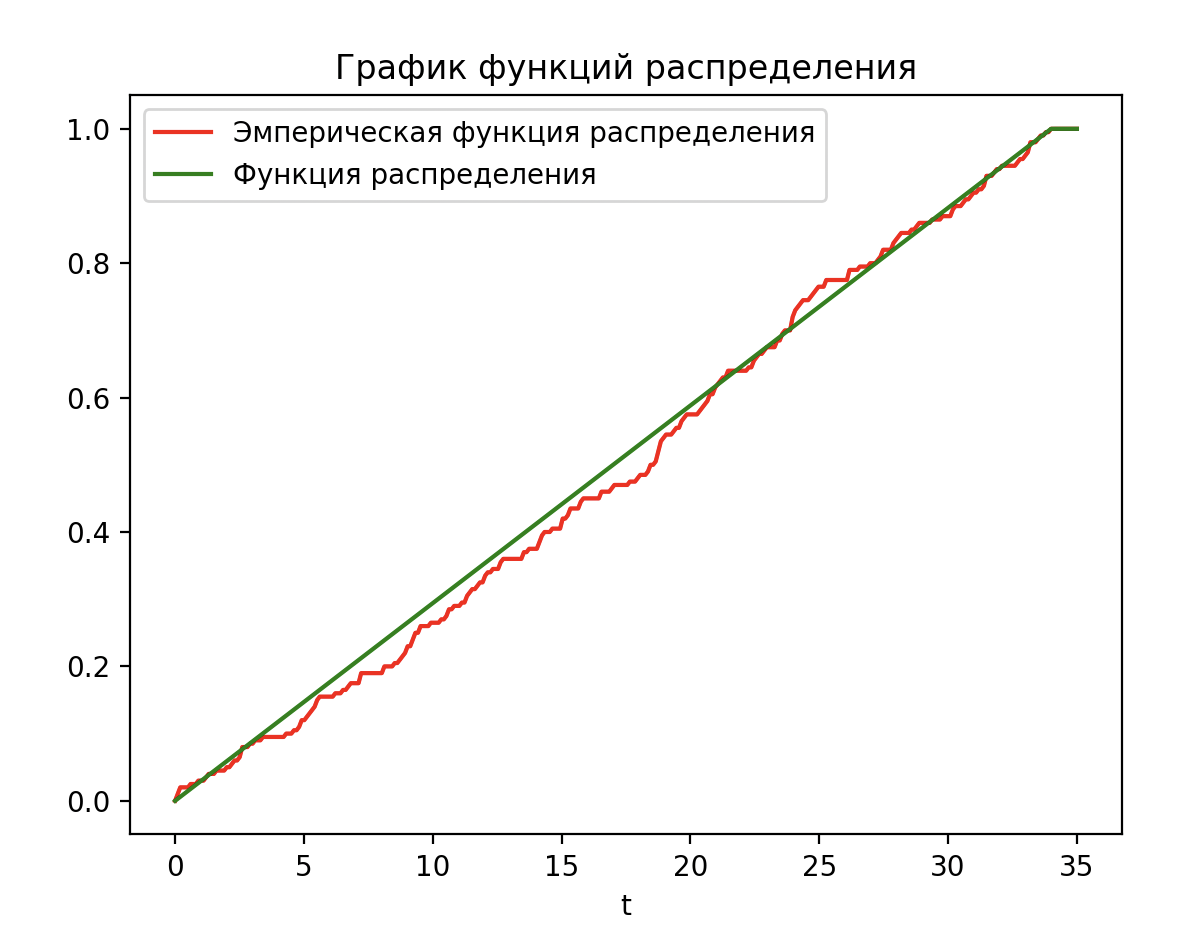 График функций распределения
Эмперическая функция распределения
Функция распределения
1.0
0.8
0.6
0.4
0.2
0.0
0 5 10 15 20 25 30 35
t